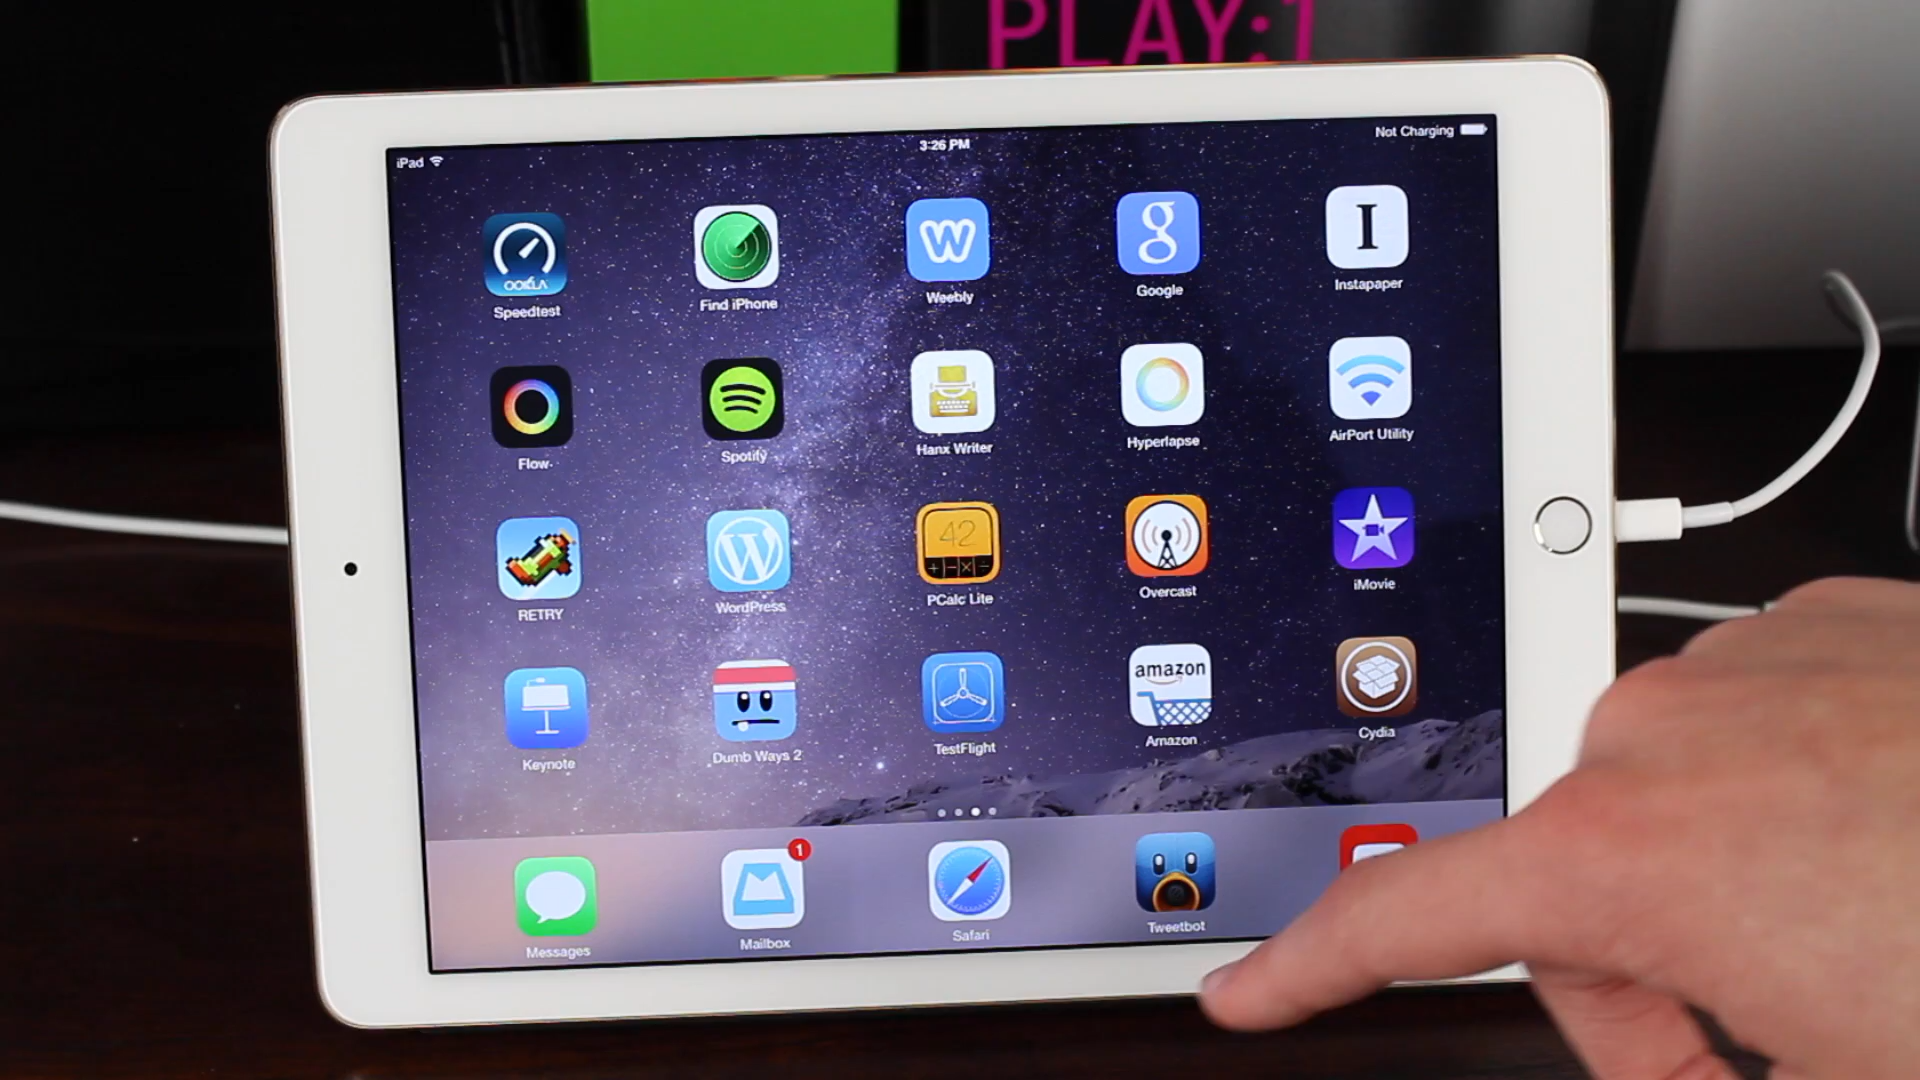 PLAY:1
iPad
3:26 PM
Not Charging
OOKLA
Speedtest
Find iPhone
W
Weebly
g
Google
I
Instapaper
Flow·
Spotify
Hanx Writer
Hyperlapse
AirPort Utility
RETRY
W
WordPress
42
+ − × ÷
PCalc Lite
Overcast
iMovie
Keynote
Dumb Ways 2
TestFlight
amazon
Amazon
Cydia
Messages
1
Mailbox
Safari
Tweetbot